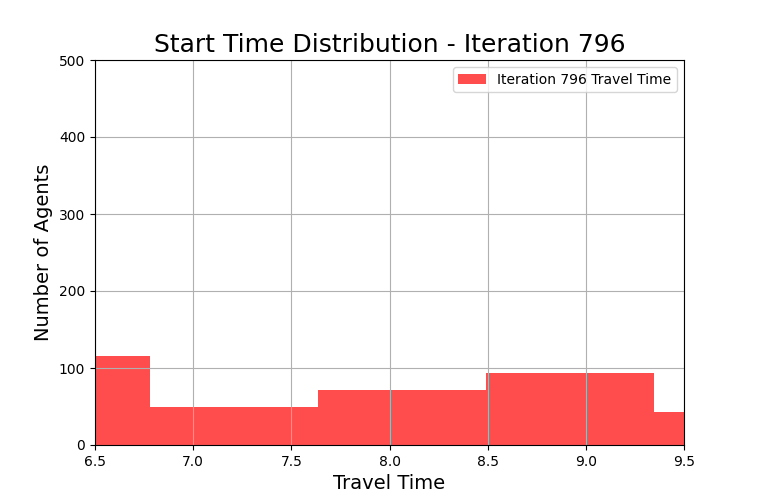 Start Time Distribution - Iteration 796
Iteration 796 Travel Time
Number of Agents
500
400
300
200
100
0
6.5 7.0 7.5 8.0 8.5 9.0 9.5
Travel Time